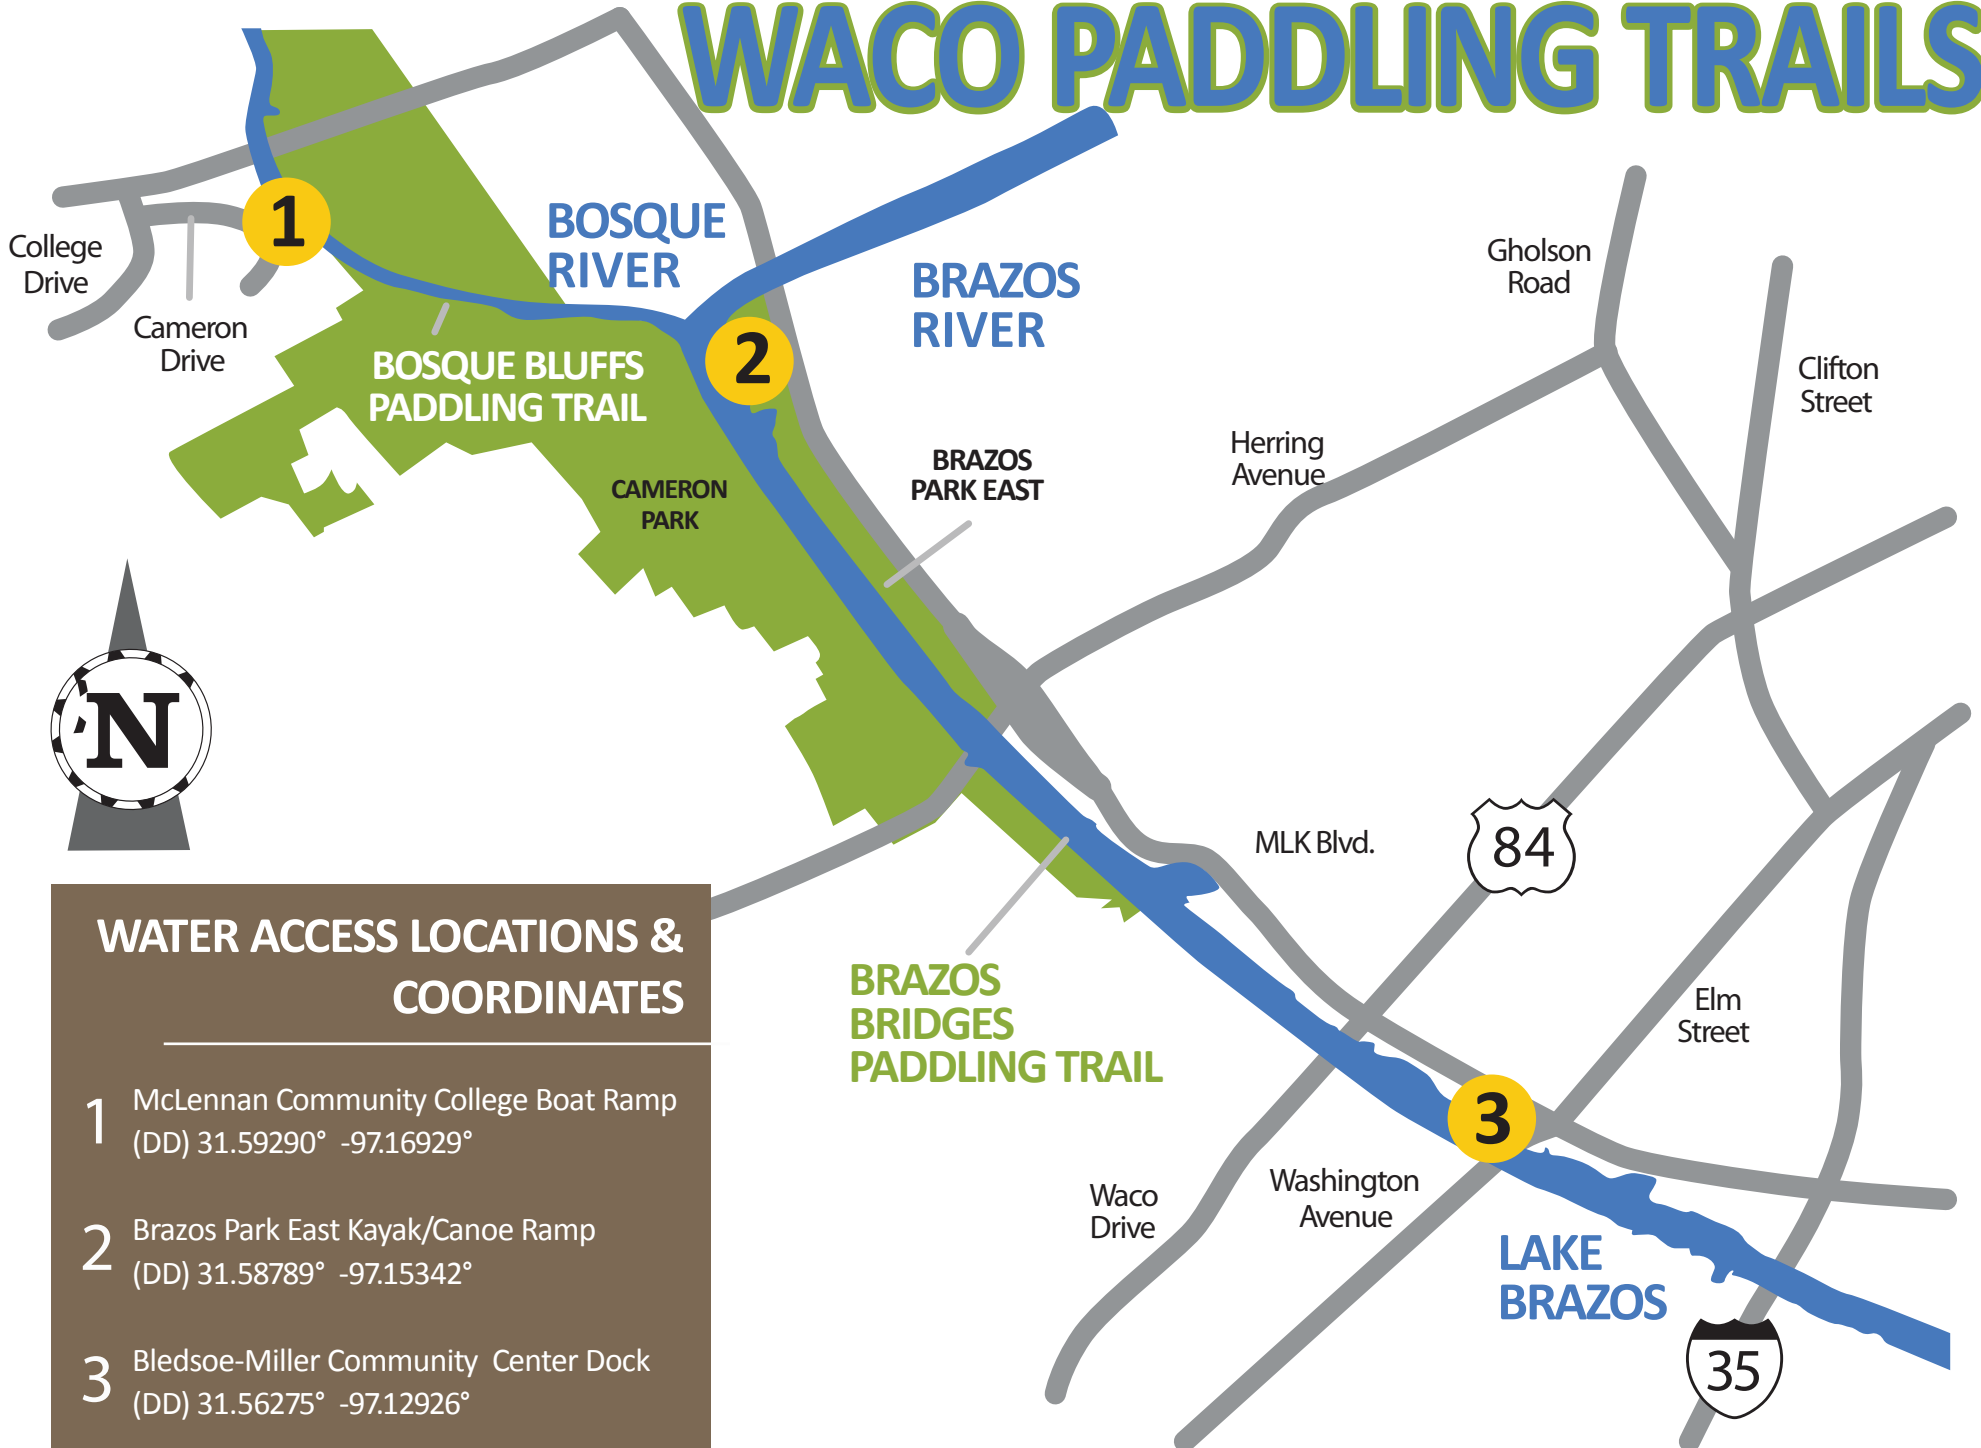 WACO PADDLING TRAILS
1
BOSQUE
RIVER
College
Drive
Cameron
Drive
BRAZOS
RIVER
Gholson
Road
2
BOSQUE BLUFFS
PADDLING TRAIL
Clifton
Street
Herring
Avenue
BRAZOS
PARK EAST
CAMERON
PARK
N
MLK Blvd.
84
WATER ACCESS LOCATIONS &
COORDINATES
1 McLennan Community College Boat Ramp
(DD) 31.59290° -97.16929°
2 Brazos Park East Kayak/Canoe Ramp
(DD) 31.58789° -97.15342°
3 Bledsoe-Miller Community Center Dock
(DD) 31.56275° -97.12926°
BRAZOS
BRIDGES
PADDLING TRAIL
Elm
Street
3
Waco
Drive
Washington
Avenue
LAKE
BRAZOS
35